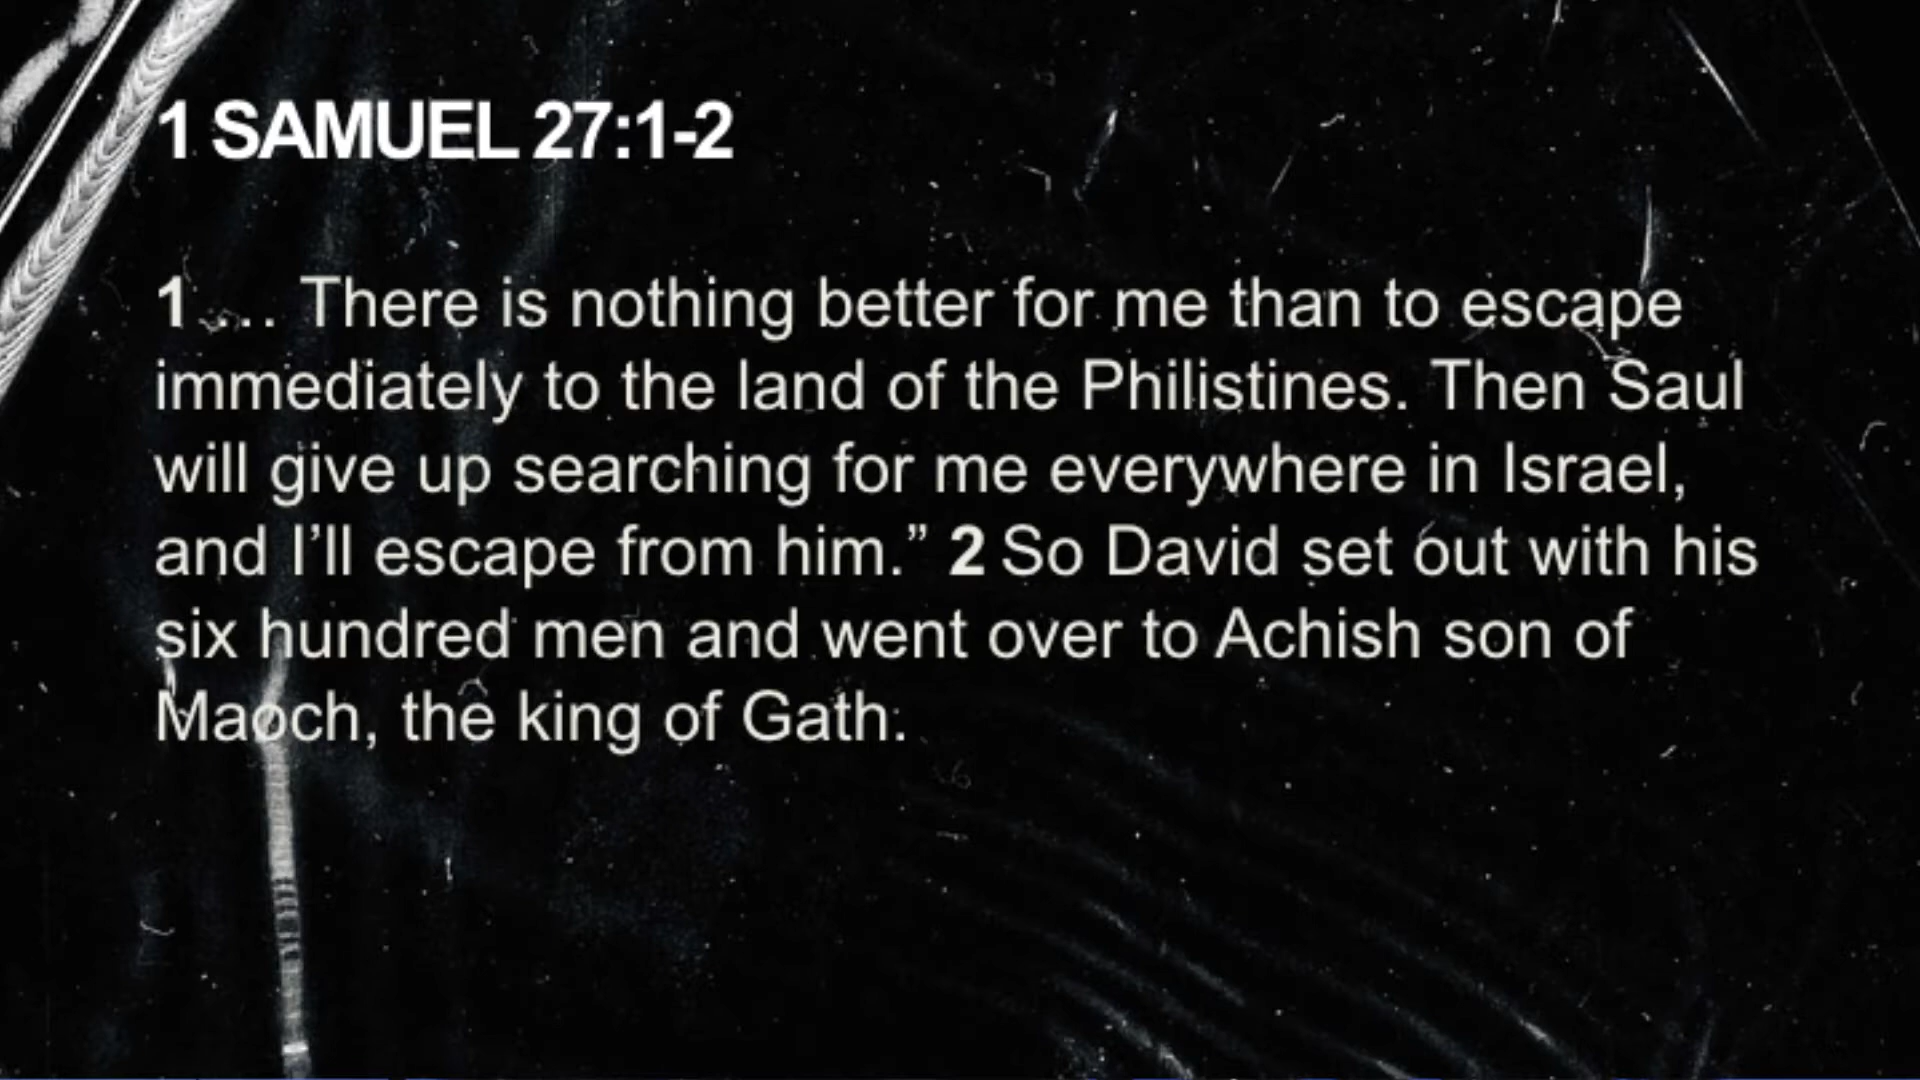 1 SAMUEL 27:1-2
1 … There is nothing better for me than to escape
immediately to the land of the Philistines. Then Saul
will give up searching for me everywhere in Israel,
and I’ll escape from him.” 2 So David set out with his
six hundred men and went over to Achish son of
Maoch, the king of Gath.